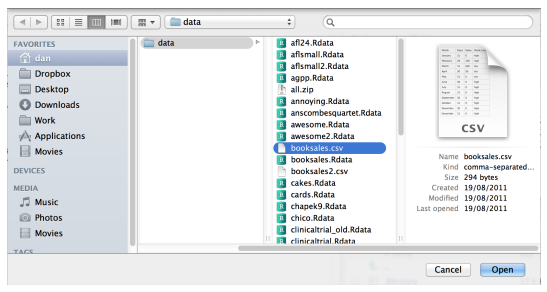 data
FAVORITES
dan
Dropbox
Desktop
Downloads
Work
Applications
Movies
DEVICES
MEDIA
Music
Photos
Movies
TAGS
data
afl24.Rdata
aflsmall.Rdata
aflsmall2.Rdata
agpp.Rdata
all.zip
annoying.Rdata
anscombesquartet.Rdata
awesome.Rdata
awesome2.Rdata
booksales.csv
booksales.Rdata
booksales2.csv
cakes.Rdata
cards.Rdata
chapek9.Rdata
chico.Rdata
clinicaltrial_old.Rdata
clinicaltrial.Rdata
CSV
Name booksales.csv
Kind comma-separated...
Size 294 bytes
Created 19/08/2011
Modified 19/08/2011
Last opened 19/08/2011
Cancel Open